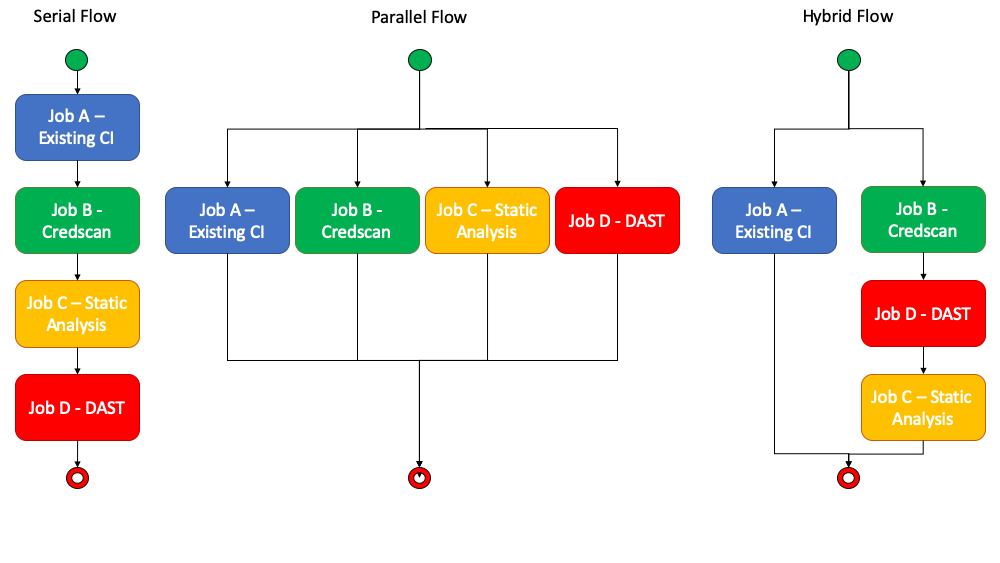 Serial Flow
Parallel Flow
Hybrid Flow
Job A –
Existing CI
Job B -
Credscan
Job C – Static
Analysis
Job D - DAST
Job A –
Existing CI
Job B -
Credscan
Job C – Static
Analysis
Job D - DAST
Job A –
Existing CI
Job B -
Credscan
Job D - DAST
Job C – Static
Analysis